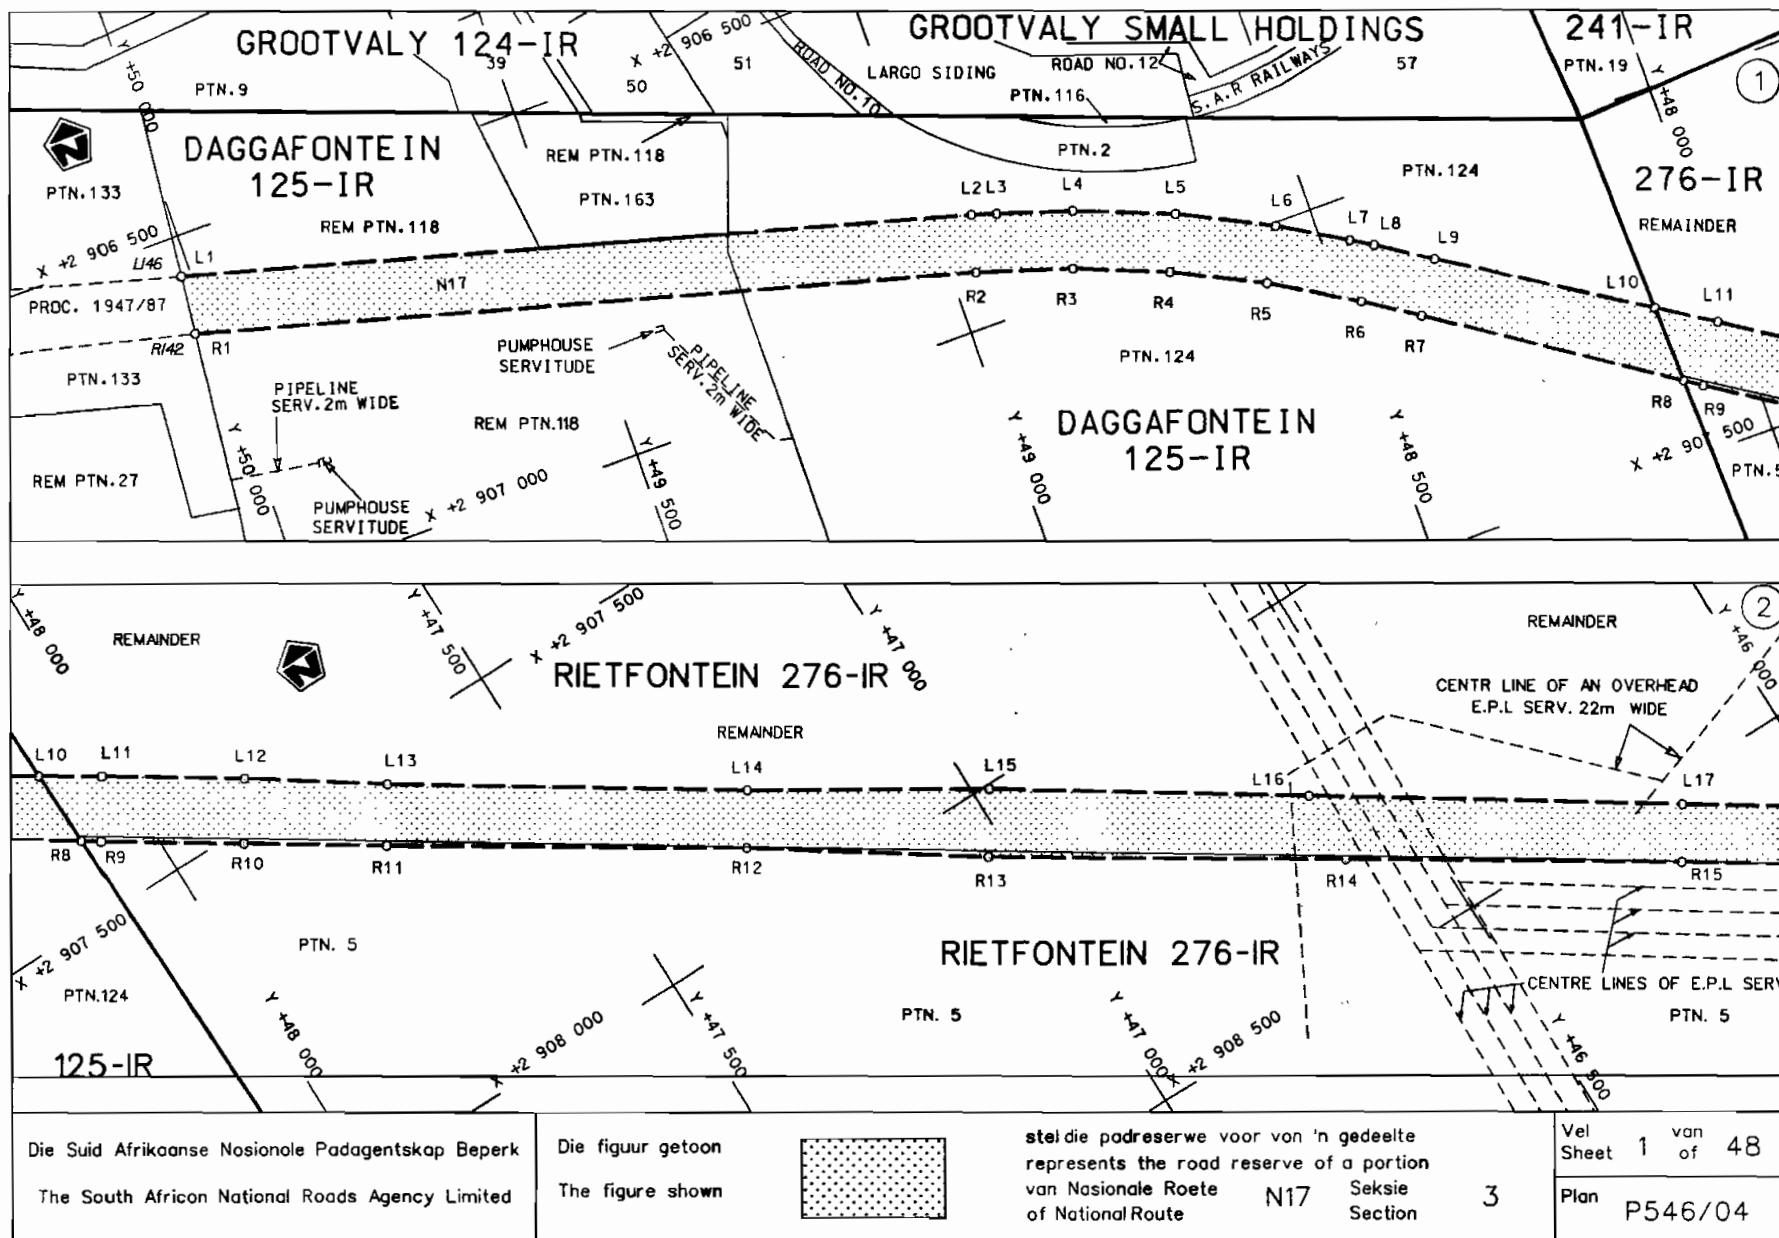 GROOTVALY 124-IR
GROOTVALY SMALL HOLDINGS
241-IR
PTN.19
1
Y +50 000
PTN.9
39
X +2 906 500
50
51
ROAD NO.10
LARGO SIDING
ROAD NO.12
PTN.116
S.A.R RAILWAYS
57
Y +48 000
DAGGAFONTEIN
125-IR
PTN.133
REM PTN.118
REM PTN.118
PTN.163
PTN.2
PTN.124
276-IR
REMAINDER
X +2 906 500
L146
L1
L2
L3
L4
L5
L6
L7
L8
L9
L10
L11
PROC. 1947/87
N17
R142
R1
R2
R3
R4
R5
R6
R7
R8
R9
PTN.133
PIPELINE
SERV.2m WIDE
PUMPHOUSE
SERVITUDE
PIPELINE
SERV.2m WIDE
PTN.124
REM PTN.118
DAGGAFONTEIN
125-IR
REM PTN.27
Y +50 000
PUMPHOUSE
SERVITUDE
X +2 907 000
Y +49 500
Y +49 000
Y +48 500
X +2 907 500
PTN.5
Y +48 000
REMAINDER
Y +47 500
X +2 907 500
RIETFONTEIN 276-IR
Y +47 000
REMAINDER
Y +46 000
2
CENTR LINE OF AN OVERHEAD
E.P.L SERV. 22m WIDE
REMAINDER
L10
L11
L12
L13
L14
L15
L16
L17
R8
R9
R10
R11
R12
R13
R14
R15
X +2 907 500
PTN. 5
RIETFONTEIN 276-IR
PTN.124
CENTRE LINES OF E.P.L SERV
Y +48 000
X +2 908 000
Y +47 500
PTN. 5
Y +47 000
X +2 908 500
Y +46 500
PTN. 5
125-IR
Die Suid Afrikaanse Nosionole Padagentskap Beperk
The South Africon National Roads Agency Limited
Die figuur getoon
The figure shown
stel die padreserwe voor von 'n gedeelte
represents the road reserve of a portion
van Nasionale Roete N17 Seksie 3
of National Route Section
Vel van
Sheet 1 of 48
Plan P546/04